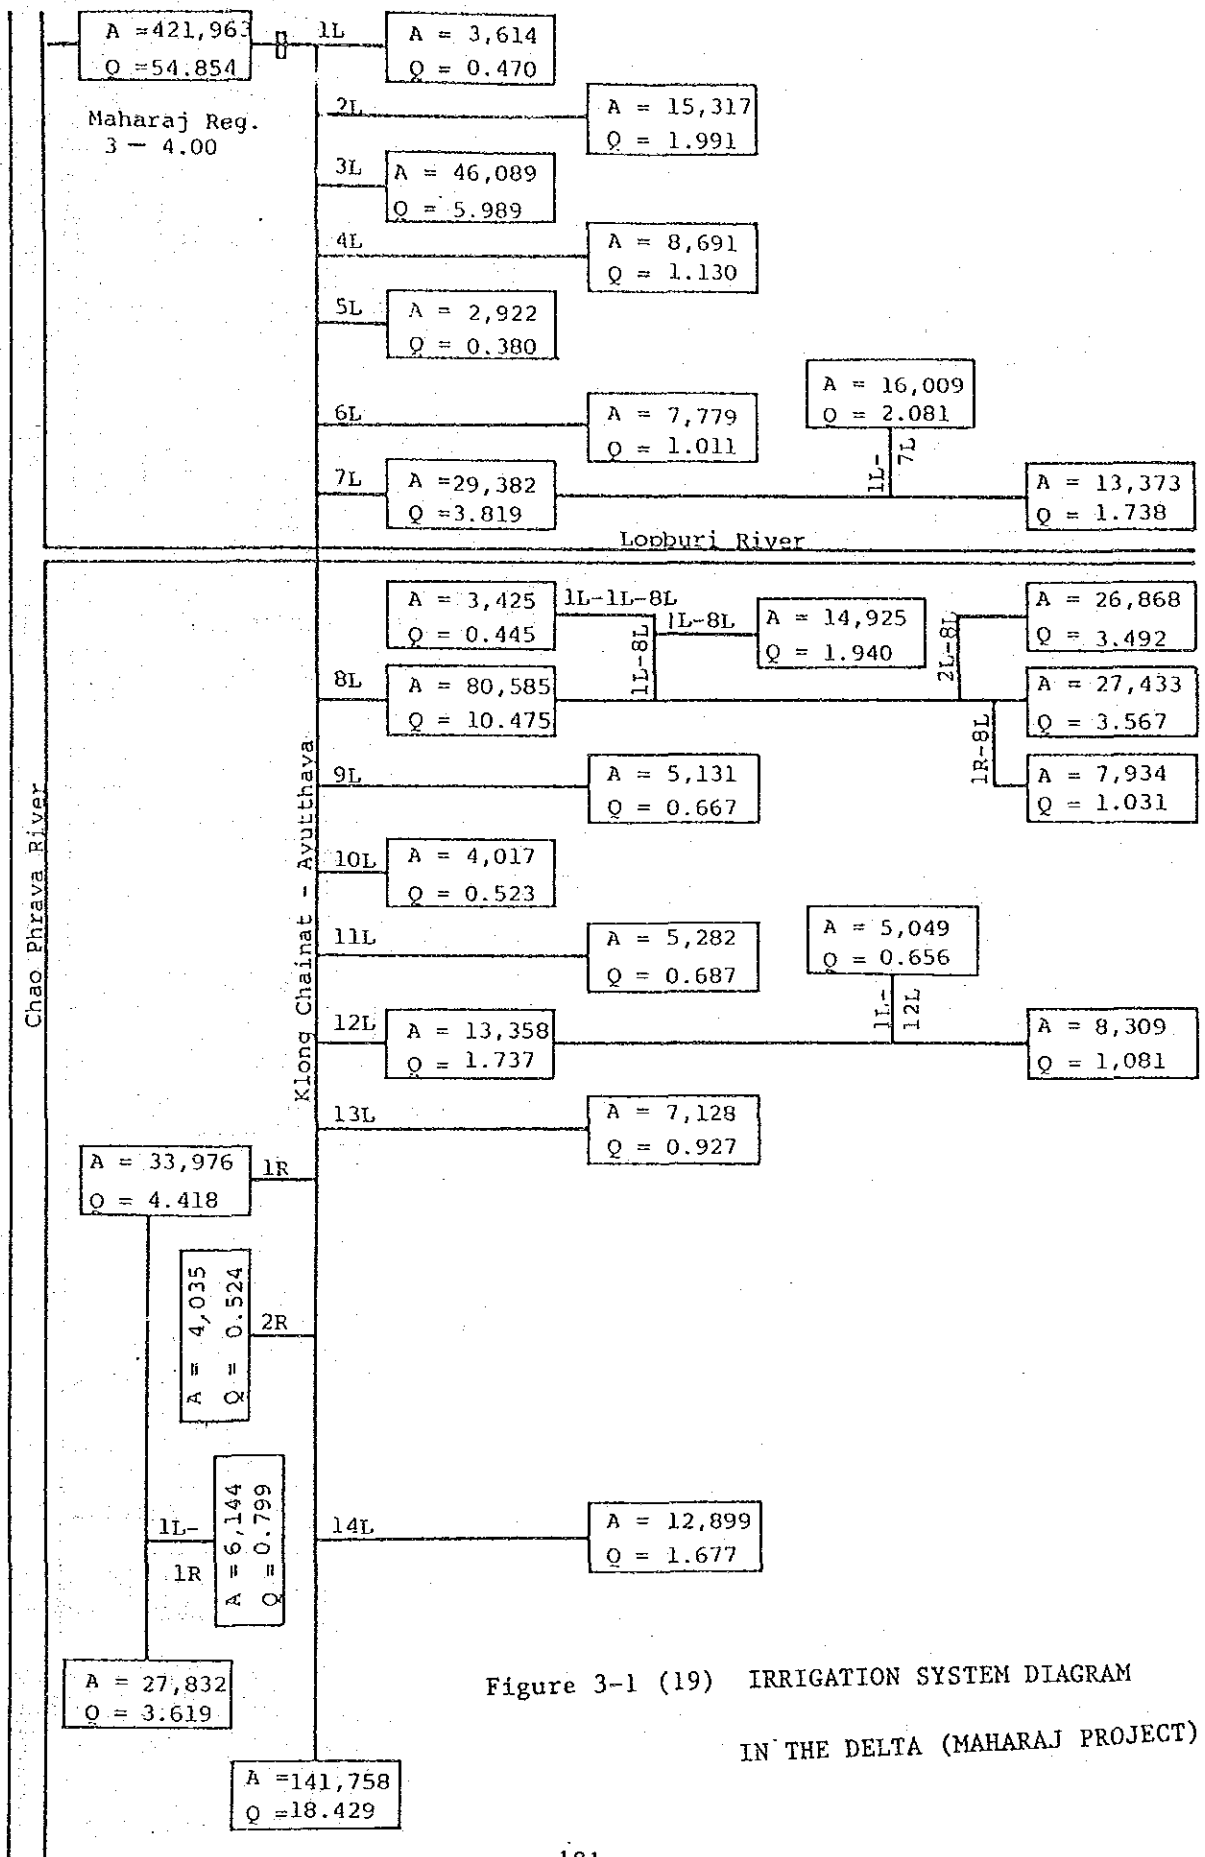 A =421,963
Q =54.854
1L
A = 3,614
Q = 0.470
Maharaj Reg.
3 — 4.00
2L
A = 15,317
Q = 1.991
3L
A = 46,089
Q = 5.989
4L
A = 8,691
Q = 1.130
5L
A = 2,922
Q = 0.380
6L
A = 7,779
Q = 1.011
A = 16,009
Q = 2.081
1L-
7L
7L
A =29,382
Q =3.819
A = 13,373
Q = 1.738
Lopburi River
A = 3,425
Q = 0.445
1L-1L-8L
1L-8L
1L-8L
A = 14,925
Q = 1.940
2L-8L
A = 26,868
Q = 3.492
8L
A = 80,585
Q = 10.475
A = 27,433
Q = 3.567
1R-8L
A = 7,934
Q = 1.031
9L
A = 5,131
Q = 0.667
Chao Phraya River
Klong Chainat - Ayutthaya
10L
A = 4,017
Q = 0.523
11L
A = 5,282
Q = 0.687
A = 5,049
Q = 0.656
1L-
12L
12L
A = 13,358
Q = 1.737
A = 8,309
Q = 1,081
13L
A = 7,128
Q = 0.927
A = 33,976
Q = 4.418
1R
A = 4,035
Q = 0.524
2R
1L-
1R
A = 6,144
Q = 0.799
14L
A = 12,899
Q = 1.677
A = 27,832
Q = 3.619
A =141,758
Q =18.429
Figure 3-1 (19) IRRIGATION SYSTEM DIAGRAM
IN THE DELTA (MAHARAJ PROJECT)